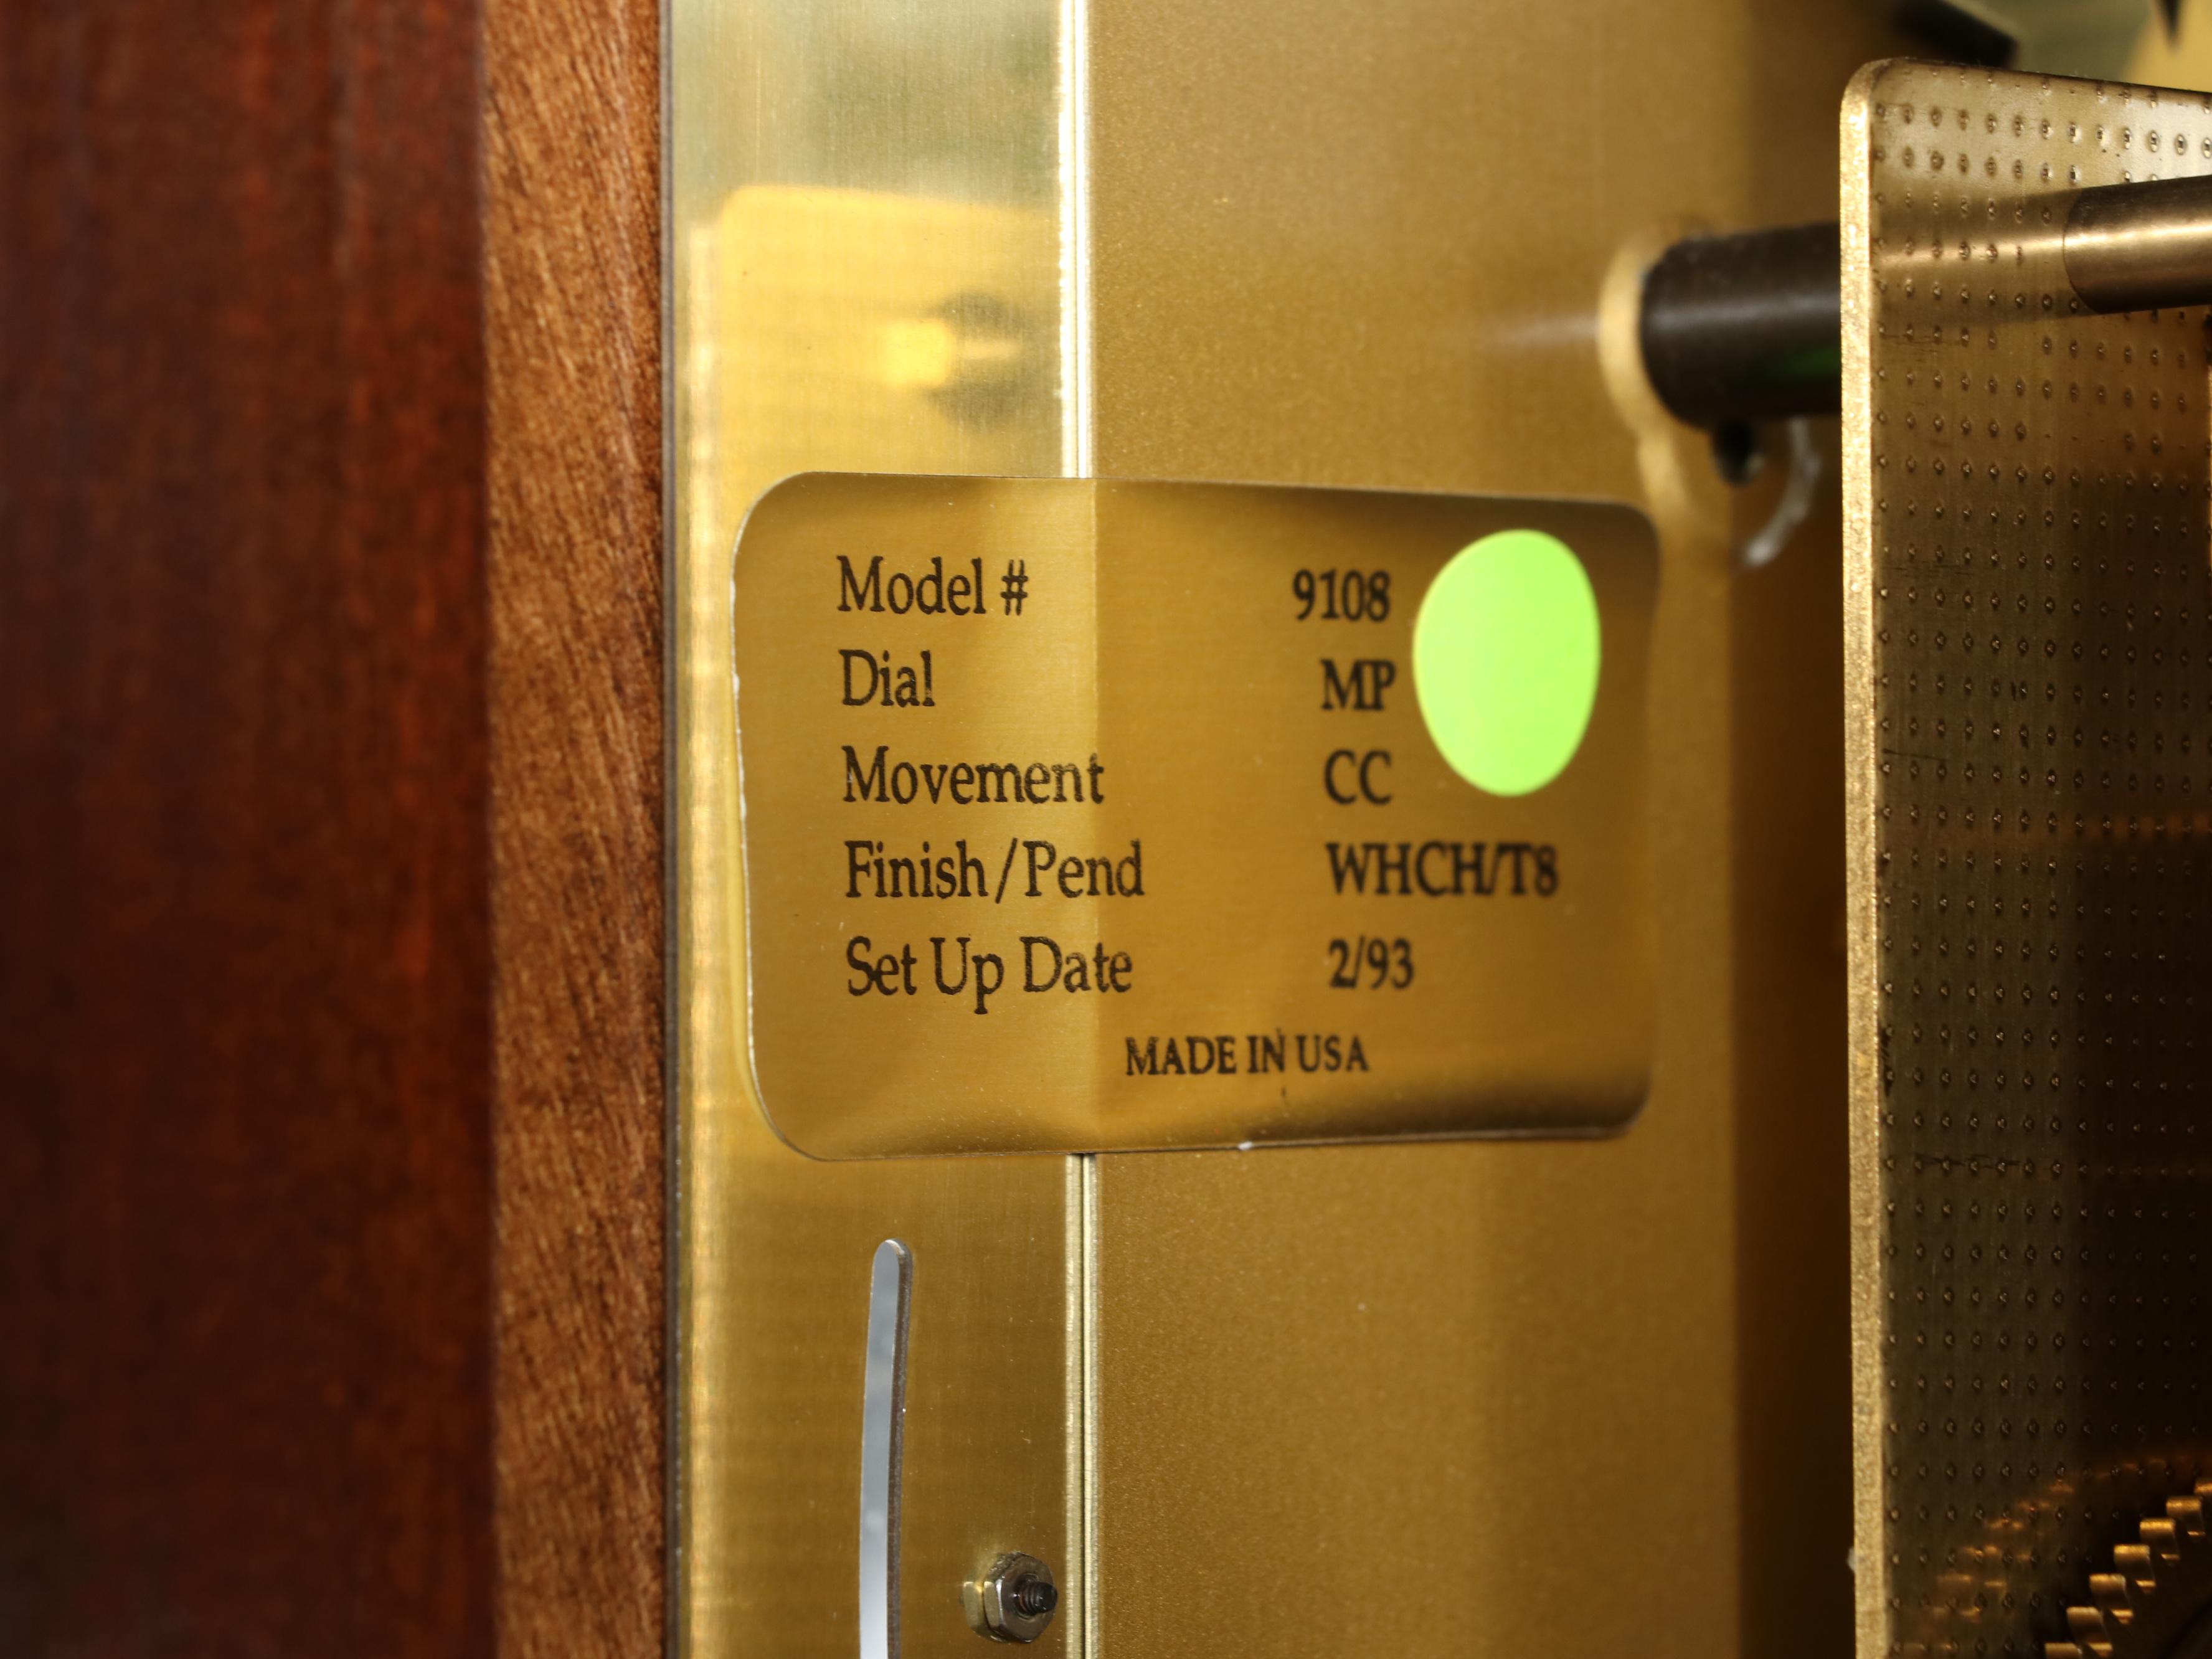 Model # 9108
Dial MP
Movement CC
Finish/Pend WHCH/T8
Set Up Date 2/93
MADE IN USA